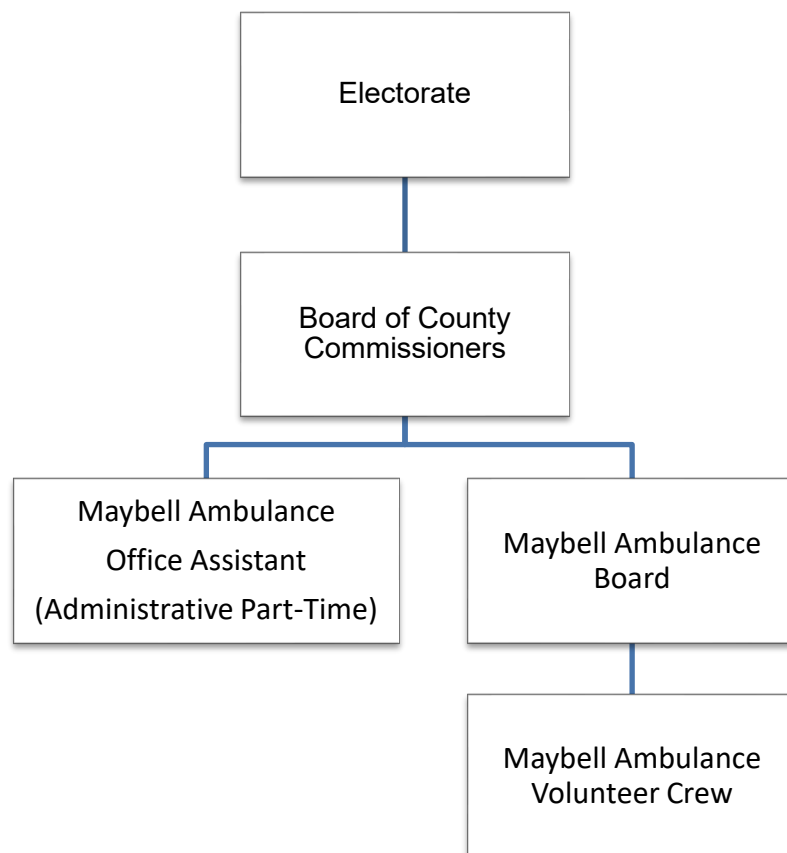 Electorate
Board of County
Commissioners
Maybell Ambulance
Office Assistant
(Administrative Part-Time)
Maybell Ambulance
Board
Maybell Ambulance
Volunteer Crew